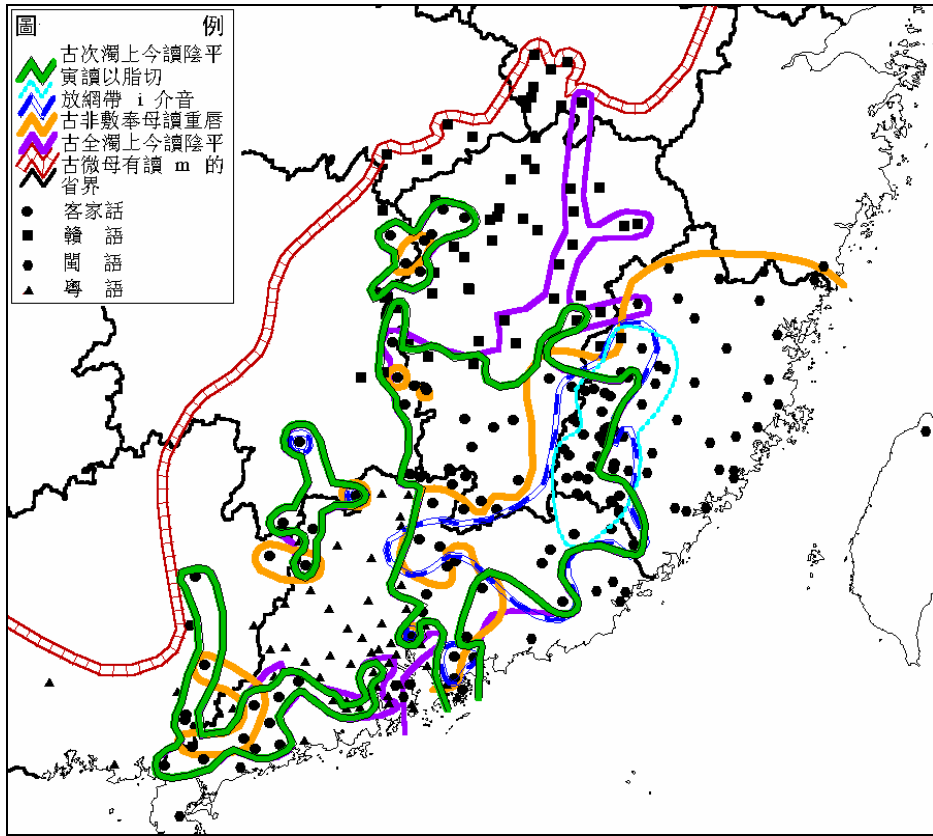 圖 例
古次濁上今讀陰平
寅讀以脂切
放網帶 i 介音
古非敷奉母讀重唇
古全濁上今讀陰平
古微母有讀 m 的
省界
客家話
贛 語
閩 語
粵 語